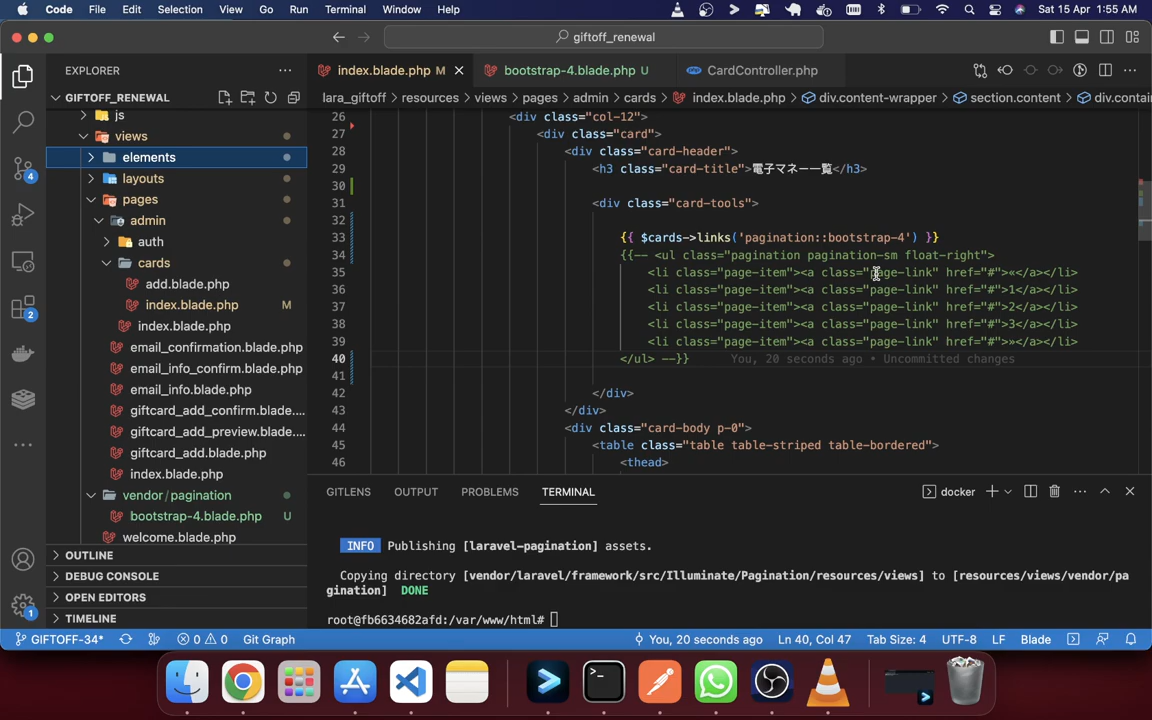 Code File Edit Selection View Go Run Terminal Window Help Sat 15 Apr 1:55 AM
giftoff_renewal
EXPLORER
index.blade.php M
bootstrap-4.blade.php U
CardController.php
GIFTOFF_RENEWAL
lara_giftoff > resources > views > pages > admin > cards > index.blade.php > div.content-wrapper > section.content > div.contai
js
views
elements
layouts
pages
admin
auth
cards
add.blade.php
index.blade.php M
index.blade.php
email_confirmation.blade.php
email_info_confirm.blade.php
email_info.blade.php
giftcard_add_confirm.blade....
giftcard_add_preview.blade...
giftcard_add.blade.php
index.blade.php
vendor/pagination
bootstrap-4.blade.php U
welcome.blade.php
OUTLINE
DEBUG CONSOLE
OPEN EDITORS
TIMELINE
4
2
1
26 <div class="col-12">
27 <div class="card">
28 <div class="card-header">
29 <h3 class="card-title">電子マネー一覧</h3>
30
31 <div class="card-tools">
32
33 {{ $cards->links('pagination::bootstrap-4') }}
34 {{-- <ul class="pagination pagination-sm float-right">
35 <li class="page-item"><a class="page-link" href="#">«</a></li>
36 <li class="page-item"><a class="page-link" href="#">1</a></li>
37 <li class="page-item"><a class="page-link" href="#">2</a></li>
38 <li class="page-item"><a class="page-link" href="#">3</a></li>
39 <li class="page-item"><a class="page-link" href="#">»</a></li>
40 </ul> --}} You, 20 seconds ago • Uncommitted changes
41
42 </div>
43 </div>
44 <div class="card-body p-0">
45 <table class="table table-striped table-bordered">
46 <thead>
GITLENS OUTPUT PROBLEMS TERMINAL docker
INFO Publishing [laravel-pagination] assets.
Copying directory [vendor/laravel/framework/src/Illuminate/Pagination/resources/views] to [resources/views/vendor/pa
gination] DONE
root@fb6634682afd:/var/www/html#
GIFTOFF-34* 0 0 Git Graph You, 20 seconds ago Ln 40, Col 47 Tab Size: 4 UTF-8 LF Blade